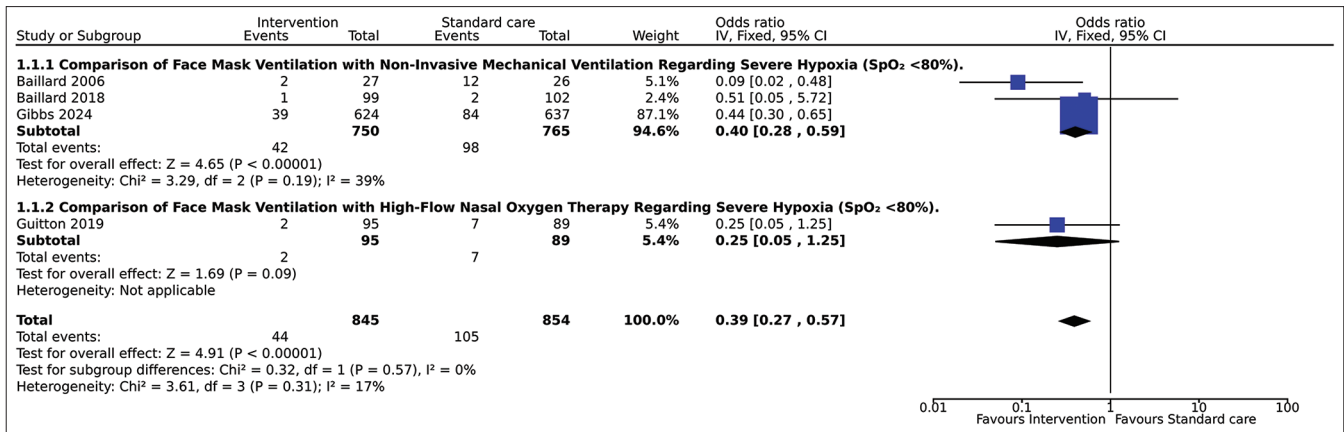 Intervention Standard care Odds ratio Odds ratio
Study or Subgroup Events Total Events Total Weight IV, Fixed, 95% CI IV, Fixed, 95% CI
1.1.1 Comparison of Face Mask Ventilation with Non-Invasive Mechanical Ventilation Regarding Severe Hypoxia (SpO₂ <80%).
Baillard 2006 2 27 12 26 5.1% 0.09 [0.02 , 0.48]
Baillard 2018 1 99 2 102 2.4% 0.51 [0.05 , 5.72]
Gibbs 2024 39 624 84 637 87.1% 0.44 [0.30 , 0.65]
Subtotal 750 765 94.6% 0.40 [0.28 , 0.59]
Total events: 42 98
Test for overall effect: Z = 4.65 (P < 0.00001)
Heterogeneity: Chi² = 3.29, df = 2 (P = 0.19); I² = 39%
1.1.2 Comparison of Face Mask Ventilation with High-Flow Nasal Oxygen Therapy Regarding Severe Hypoxia (SpO₂ <80%).
Guitton 2019 2 95 7 89 5.4% 0.25 [0.05 , 1.25]
Subtotal 95 89 5.4% 0.25 [0.05 , 1.25]
Total events: 2 7
Test for overall effect: Z = 1.69 (P = 0.09)
Heterogeneity: Not applicable
Total 845 854 100.0% 0.39 [0.27 , 0.57]
Total events: 44 105
Test for overall effect: Z = 4.91 (P < 0.00001)
Test for subgroup differences: Chi² = 0.32, df = 1 (P = 0.57), I² = 0%
Heterogeneity: Chi² = 3.61, df = 3 (P = 0.31); I² = 17%
0.01 0.1 1 10 100
Favours Intervention Favours Standard care